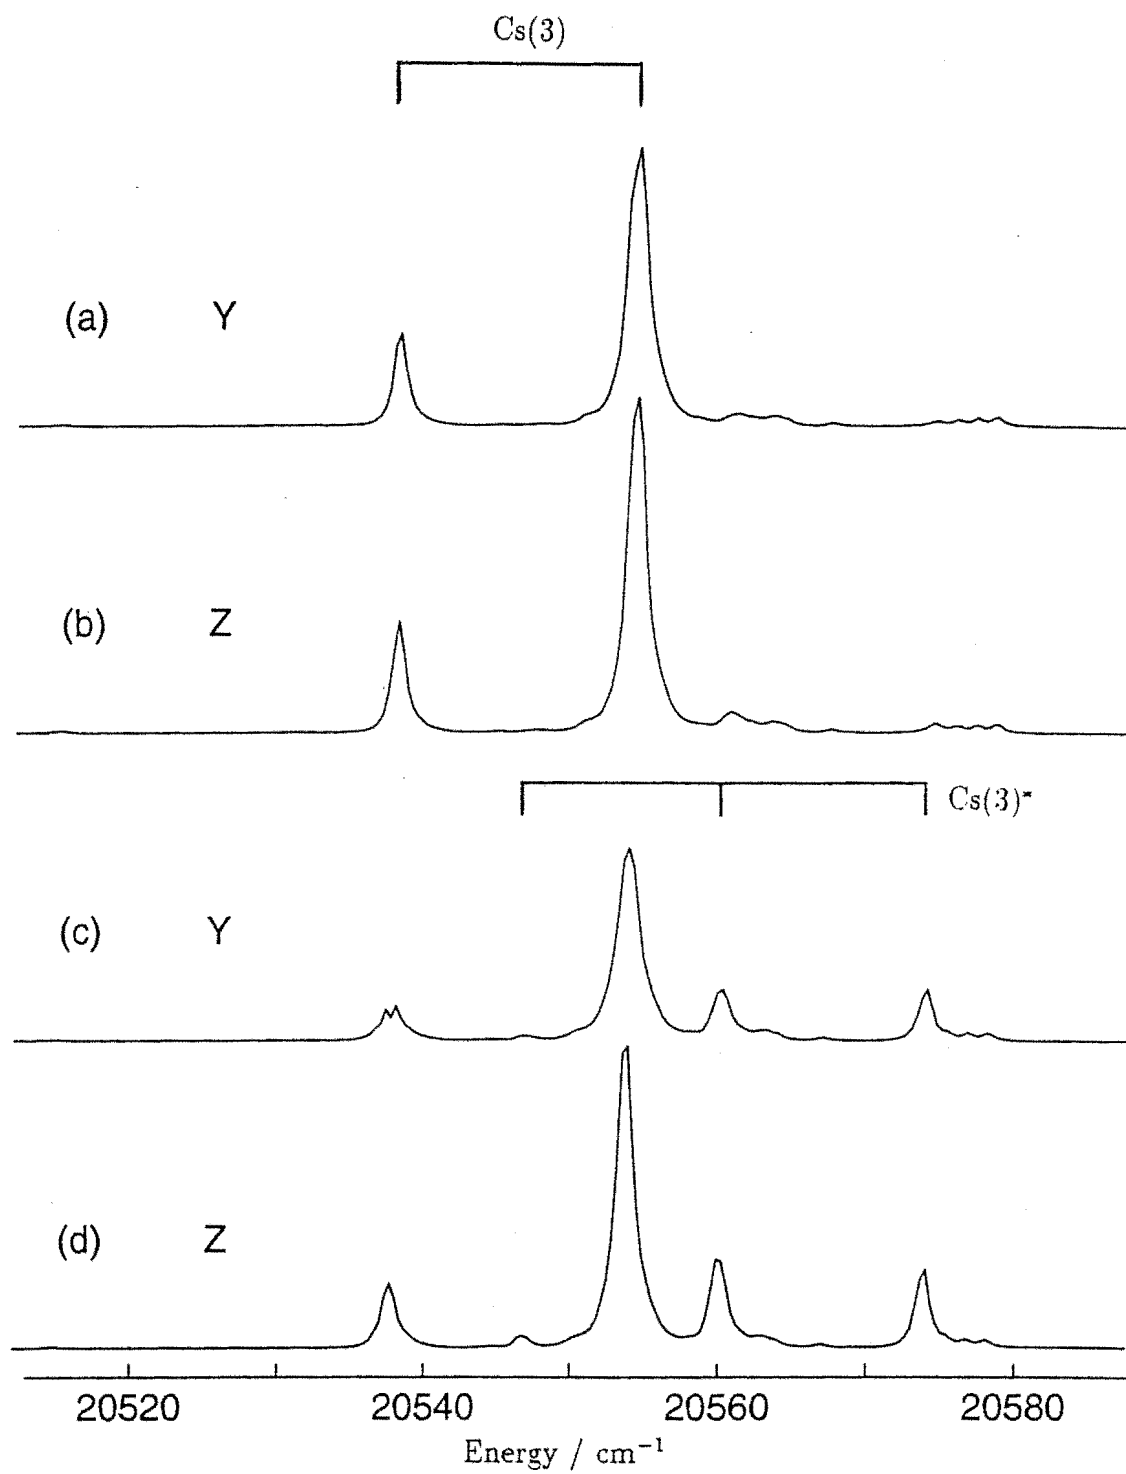 Cs(3)
(a) Y
(b) Z
Cs(3)*
(c) Y
(d) Z
20520 20540 20560 20580
Energy / cm⁻¹